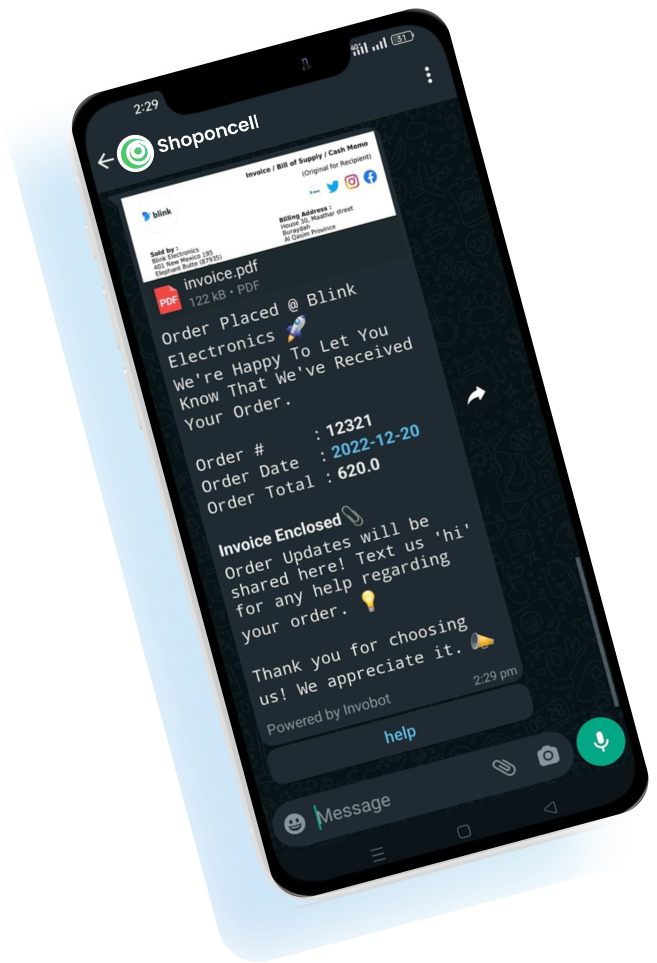 2:29
4G+
31
Shoponcell
Invoice / Bill of Supply / Cash Memo
(Original for Recipient)
blink
Sold by :
Blink Electronics
401 New Mexico 195
Elephant Butte (87935)
Billing Address :
House 30, Maathar street
Buraydah
Al Qasim Province
PDF
invoice.pdf
122 kB • PDF
Order Placed @ Blink
Electronics 🚀
We're Happy To Let You
Know That We've Received
Your Order.
Order # : 12321
Order Date : 2022-12-20
Order Total : 620.0
Invoice Enclosed📎
Order Updates will be
shared here! Text us 'hi'
for any help regarding
your order. 💡
Thank you for choosing
us! We appreciate it. 📣
2:29 pm
Powered by Invobot
help
Message